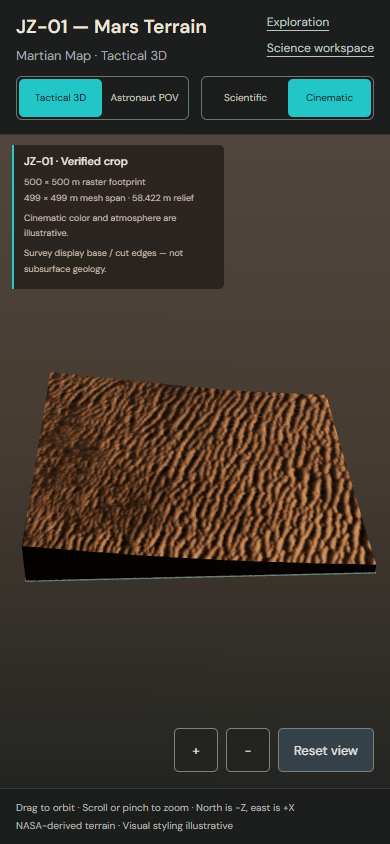 JZ-01 — Mars Terrain
Exploration
Martian Map · Tactical 3D
Science workspace
Tactical 3D
Astronaut POV
Scientific
Cinematic
JZ-01 · Verified crop
500 × 500 m raster footprint
499 × 499 m mesh span · 58.422 m relief
Cinematic color and atmosphere are
illustrative.
Survey display base / cut edges — not
subsurface geology.
+
−
Reset view
Drag to orbit · Scroll or pinch to zoom · North is −Z, east is +X
NASA-derived terrain · Visual styling illustrative